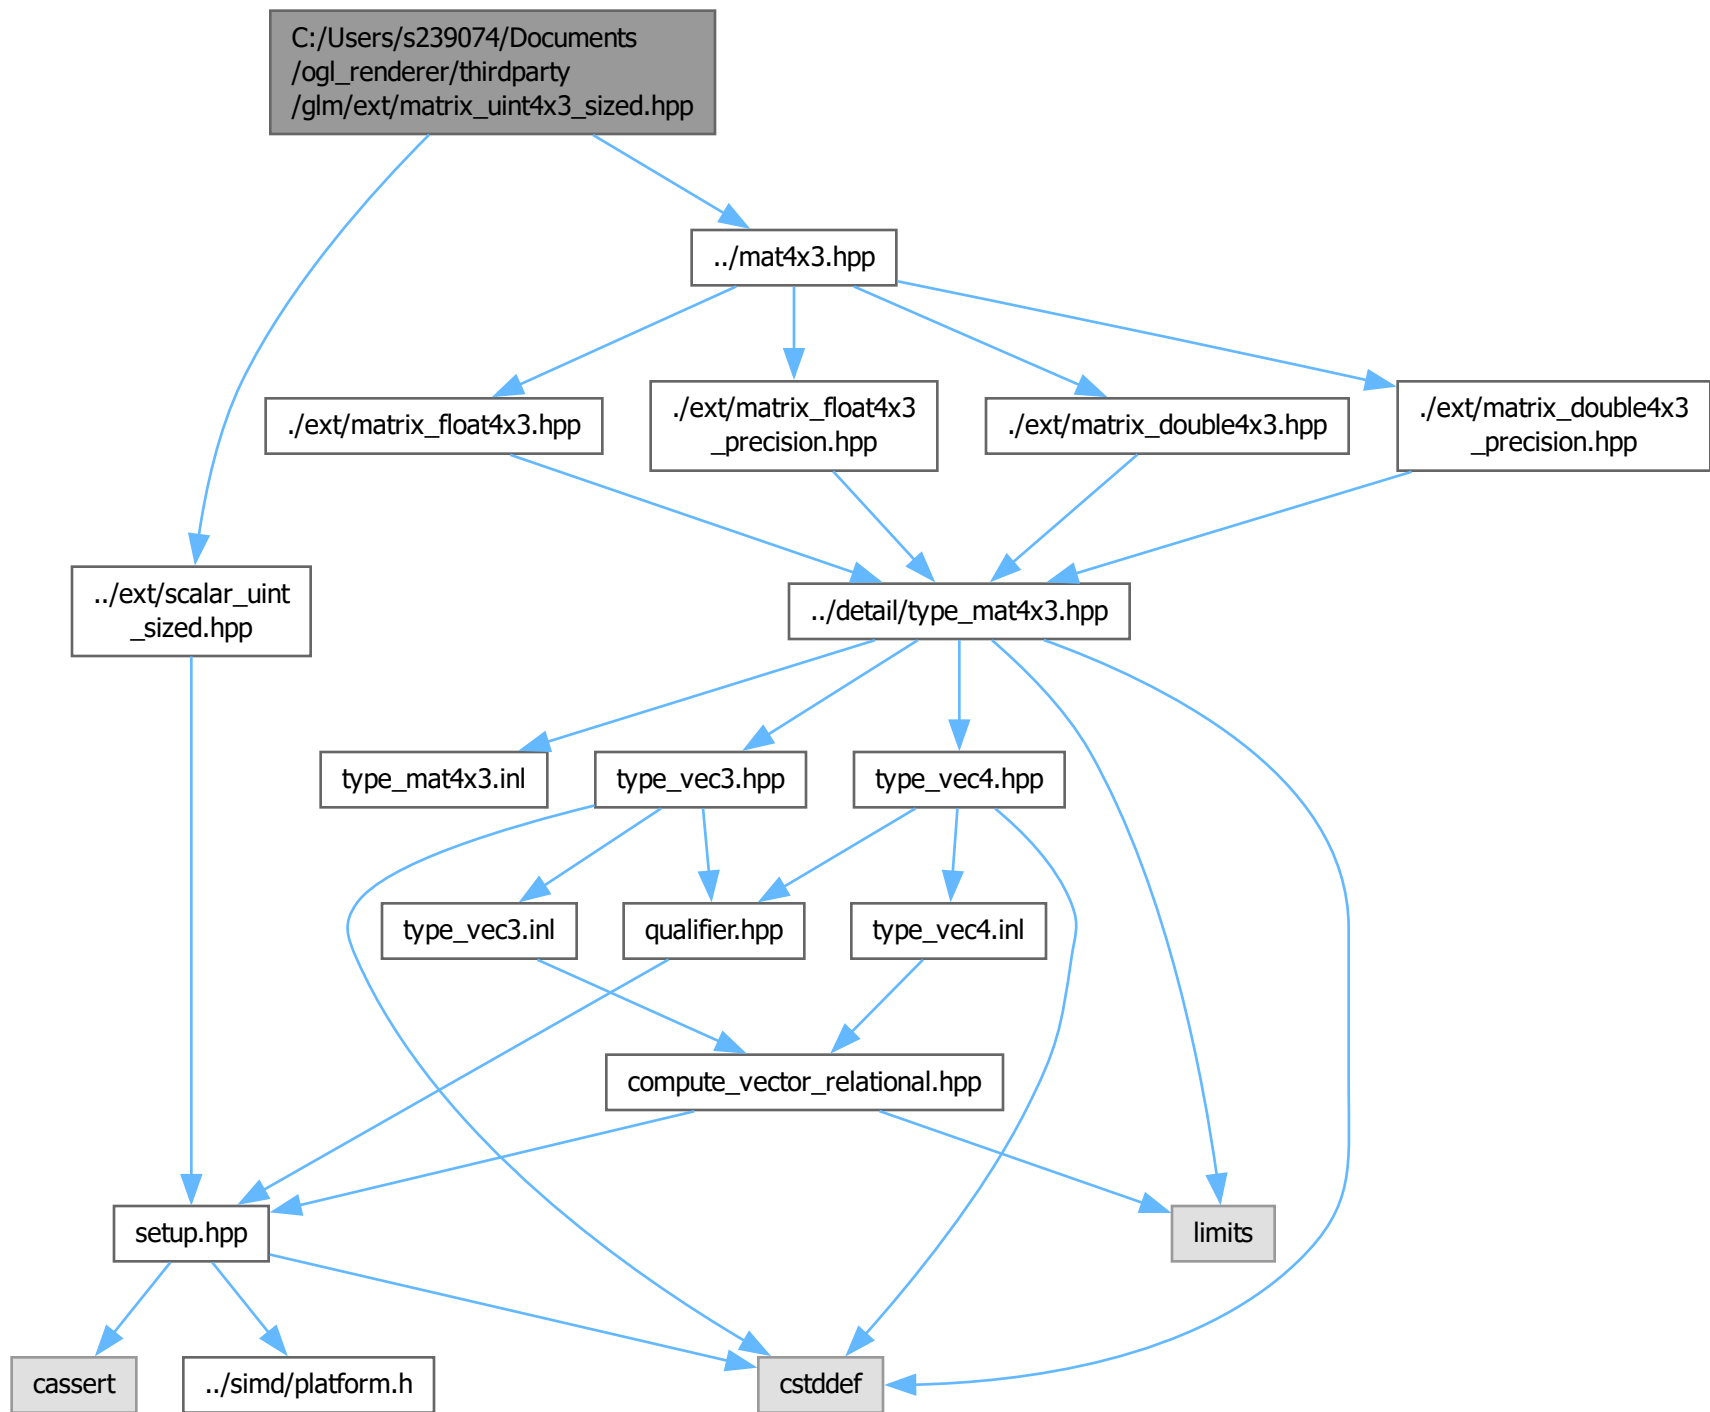 C:/Users/s239074/Documents
/ogl_renderer/thirdparty
/glm/ext/matrix_uint4x3_sized.hpp
../mat4x3.hpp
./ext/matrix_float4x3.hpp
./ext/matrix_float4x3
_precision.hpp
./ext/matrix_double4x3.hpp
./ext/matrix_double4x3
_precision.hpp
../ext/scalar_uint
_sized.hpp
../detail/type_mat4x3.hpp
type_mat4x3.inl
type_vec3.hpp
type_vec4.hpp
type_vec3.inl
qualifier.hpp
type_vec4.inl
compute_vector_relational.hpp
setup.hpp
limits
cassert
../simd/platform.h
cstddef